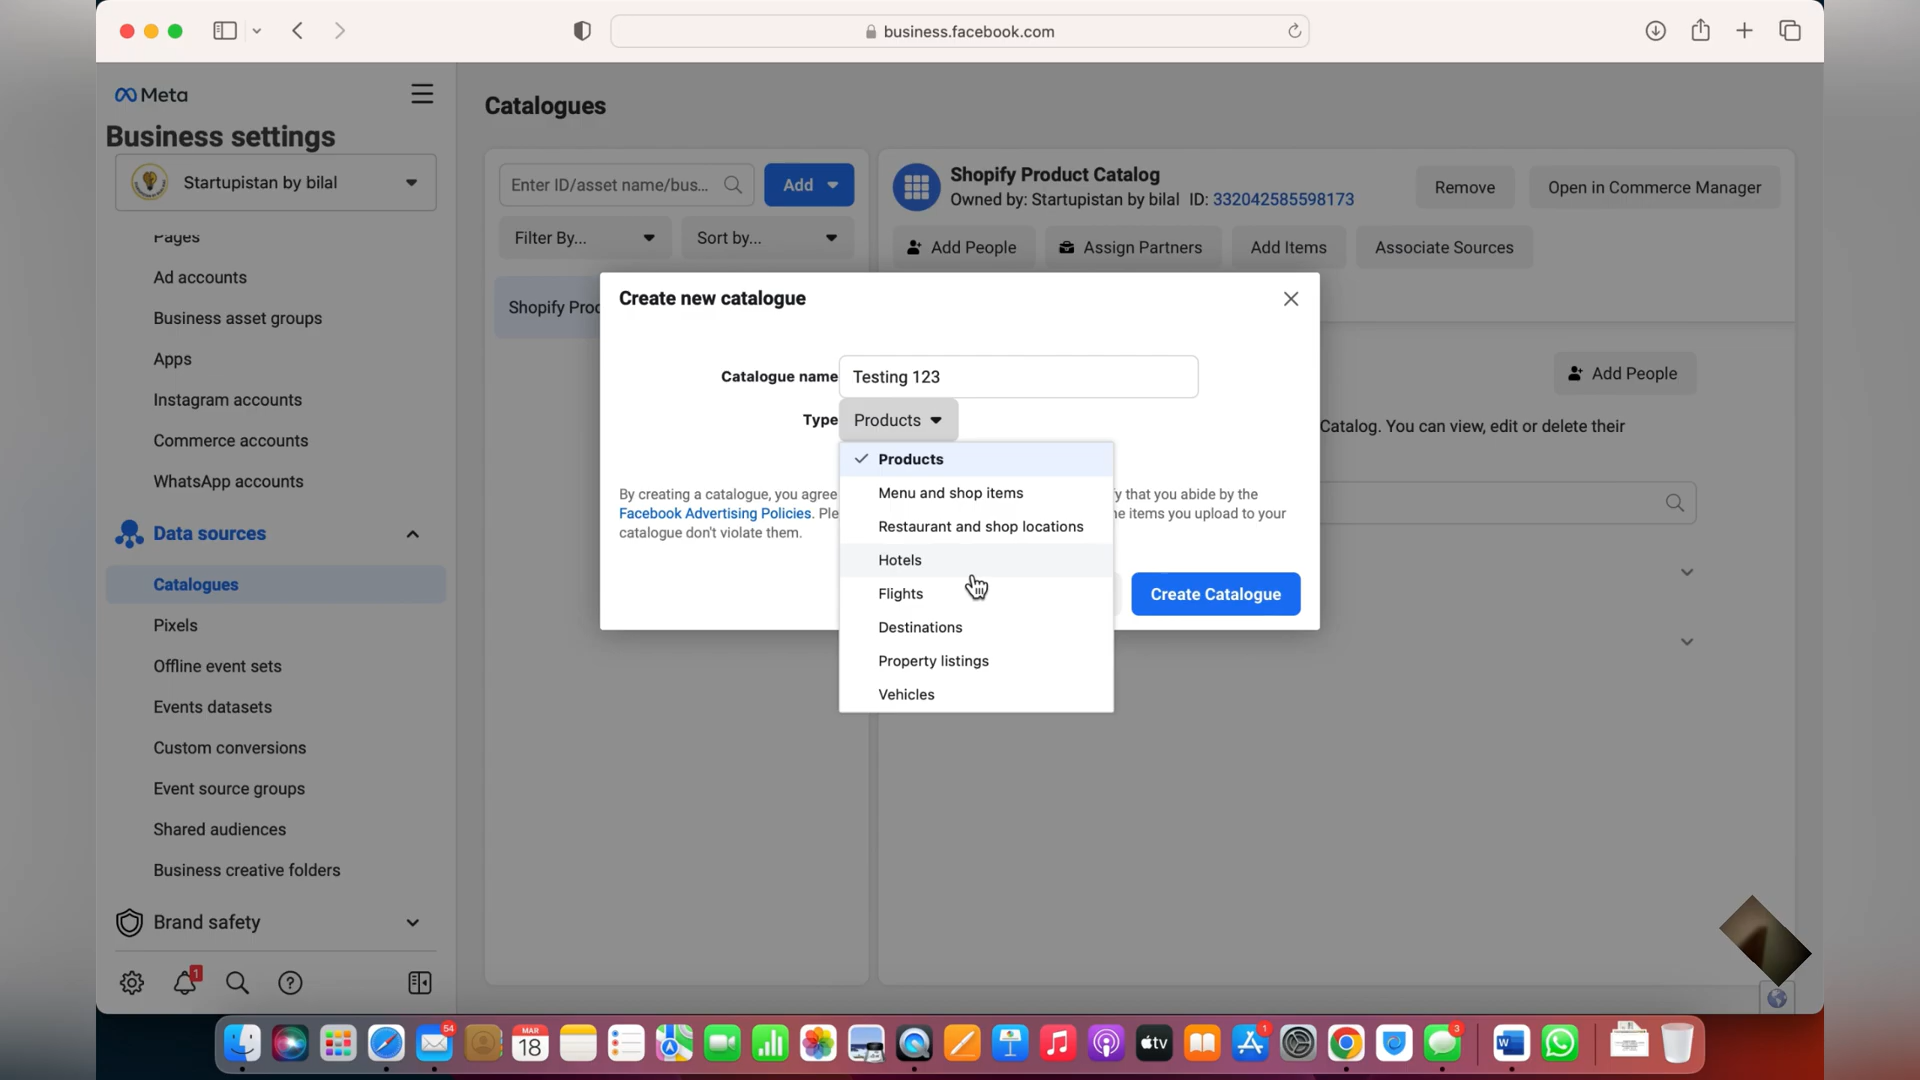 business.facebook.com
Meta
Business settings
Startupistan by bilal
Pages
Ad accounts
Business asset groups
Apps
Instagram accounts
Commerce accounts
WhatsApp accounts
Data sources
Catalogues
Pixels
Offline event sets
Events datasets
Custom conversions
Event source groups
Shared audiences
Business creative folders
Brand safety
1
Catalogues
Enter ID/asset name/bus...
Add
Filter By...
Sort by...
Shopify Prod
Shopify Product Catalog
Owned by: Startupistan by bilal ID: 332042585598173
Remove
Open in Commerce Manager
Add People
Assign Partners
Add Items
Associate Sources
Add People
Catalog. You can view, edit or delete their
Create new catalogue
Catalogue name
Testing 123
Type
Products
Products
Menu and shop items
Restaurant and shop locations
Hotels
Flights
Destinations
Property listings
Vehicles
By creating a catalogue, you agree y that you abide by the
Facebook Advertising Policies. Ple e items you upload to your
catalogue don't violate them.
Create Catalogue
54
MAR
18
tv
1
3
W